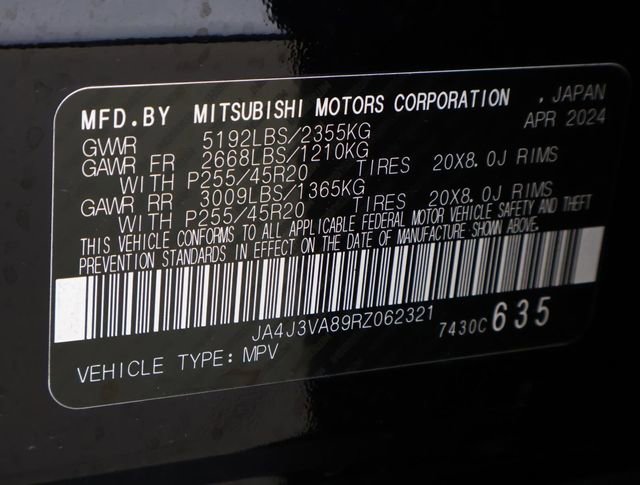 MFD.BY MITSUBISHI MOTORS CORPORATION , JAPAN
APR 2024
GVWR 5192LBS/2355KG
GAWR FR 2668LBS/1210KG
WITH P255/45R20 TIRES 20X8.0J RIMS
GAWR RR 3009LBS/1365KG
WITH P255/45R20 TIRES 20X8.0J RIMS
THIS VEHICLE CONFORMS TO ALL APPLICABLE FEDERAL MOTOR VEHICLE SAFETY AND THEFT
PREVENTION STANDARDS IN EFFECT ON THE DATE OF MANUFACTURE SHOWN ABOVE.
JA4J3VA89RZ062321
7430C 635
VEHICLE TYPE: MPV